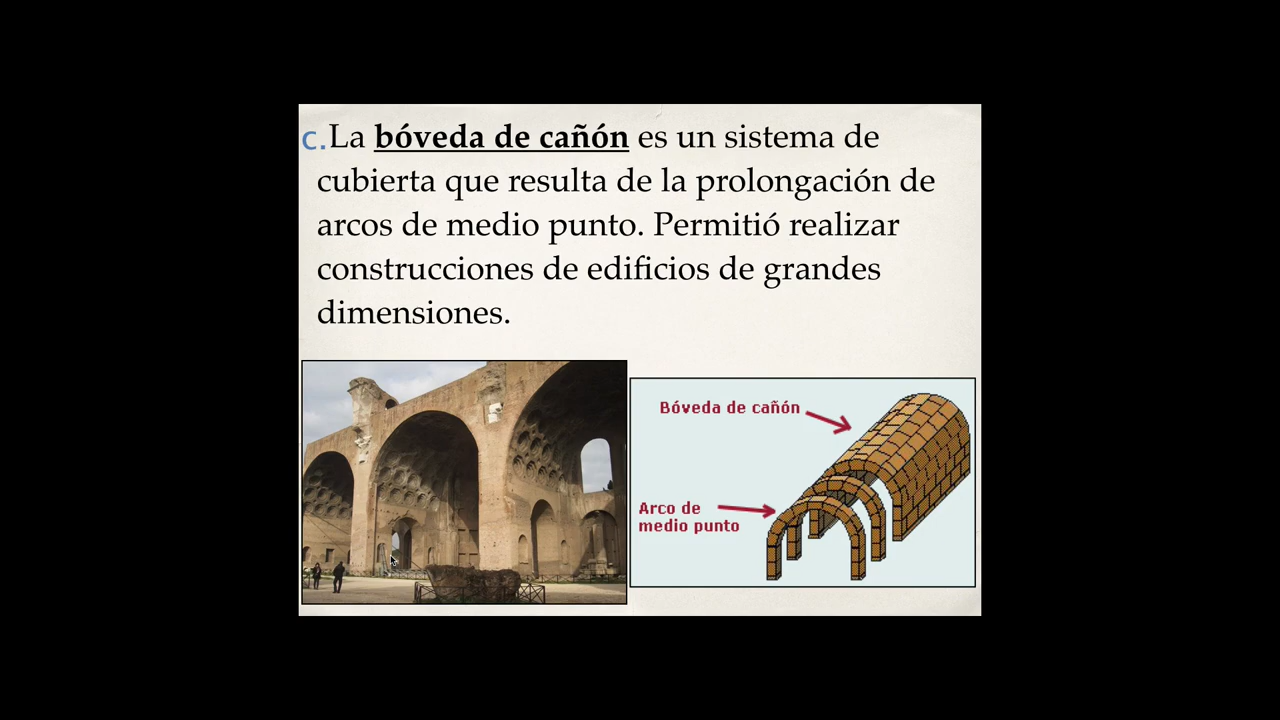 c.La bóveda de cañón es un sistema de
cubierta que resulta de la prolongación de
arcos de medio punto. Permitió realizar
construcciones de edificios de grandes
dimensiones.
Bóveda de cañón
Arco de
medio punto